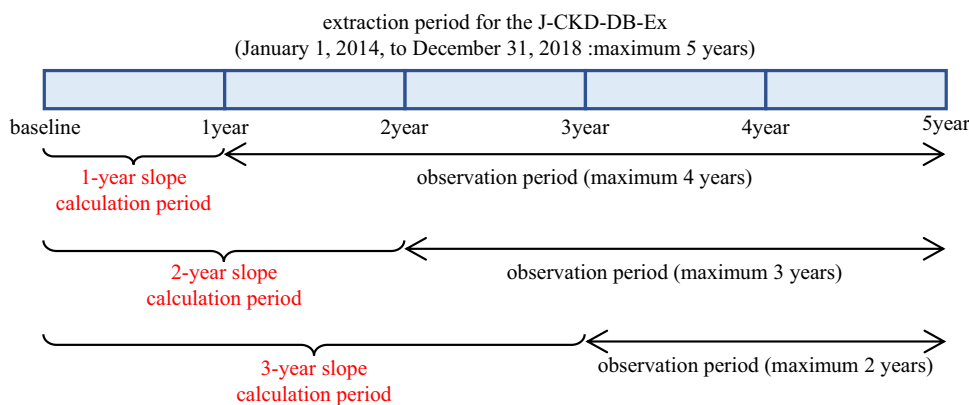 extraction period for the J-CKD-DB-Ex
(January 1, 2014, to December 31, 2018 :maximum 5 years)
baseline 1year 2year 3year 4year 5year
1-year slope
calculation period
observation period (maximum 4 years)
2-year slope
calculation period
observation period (maximum 3 years)
3-year slope
calculation period
observation period (maximum 2 years)